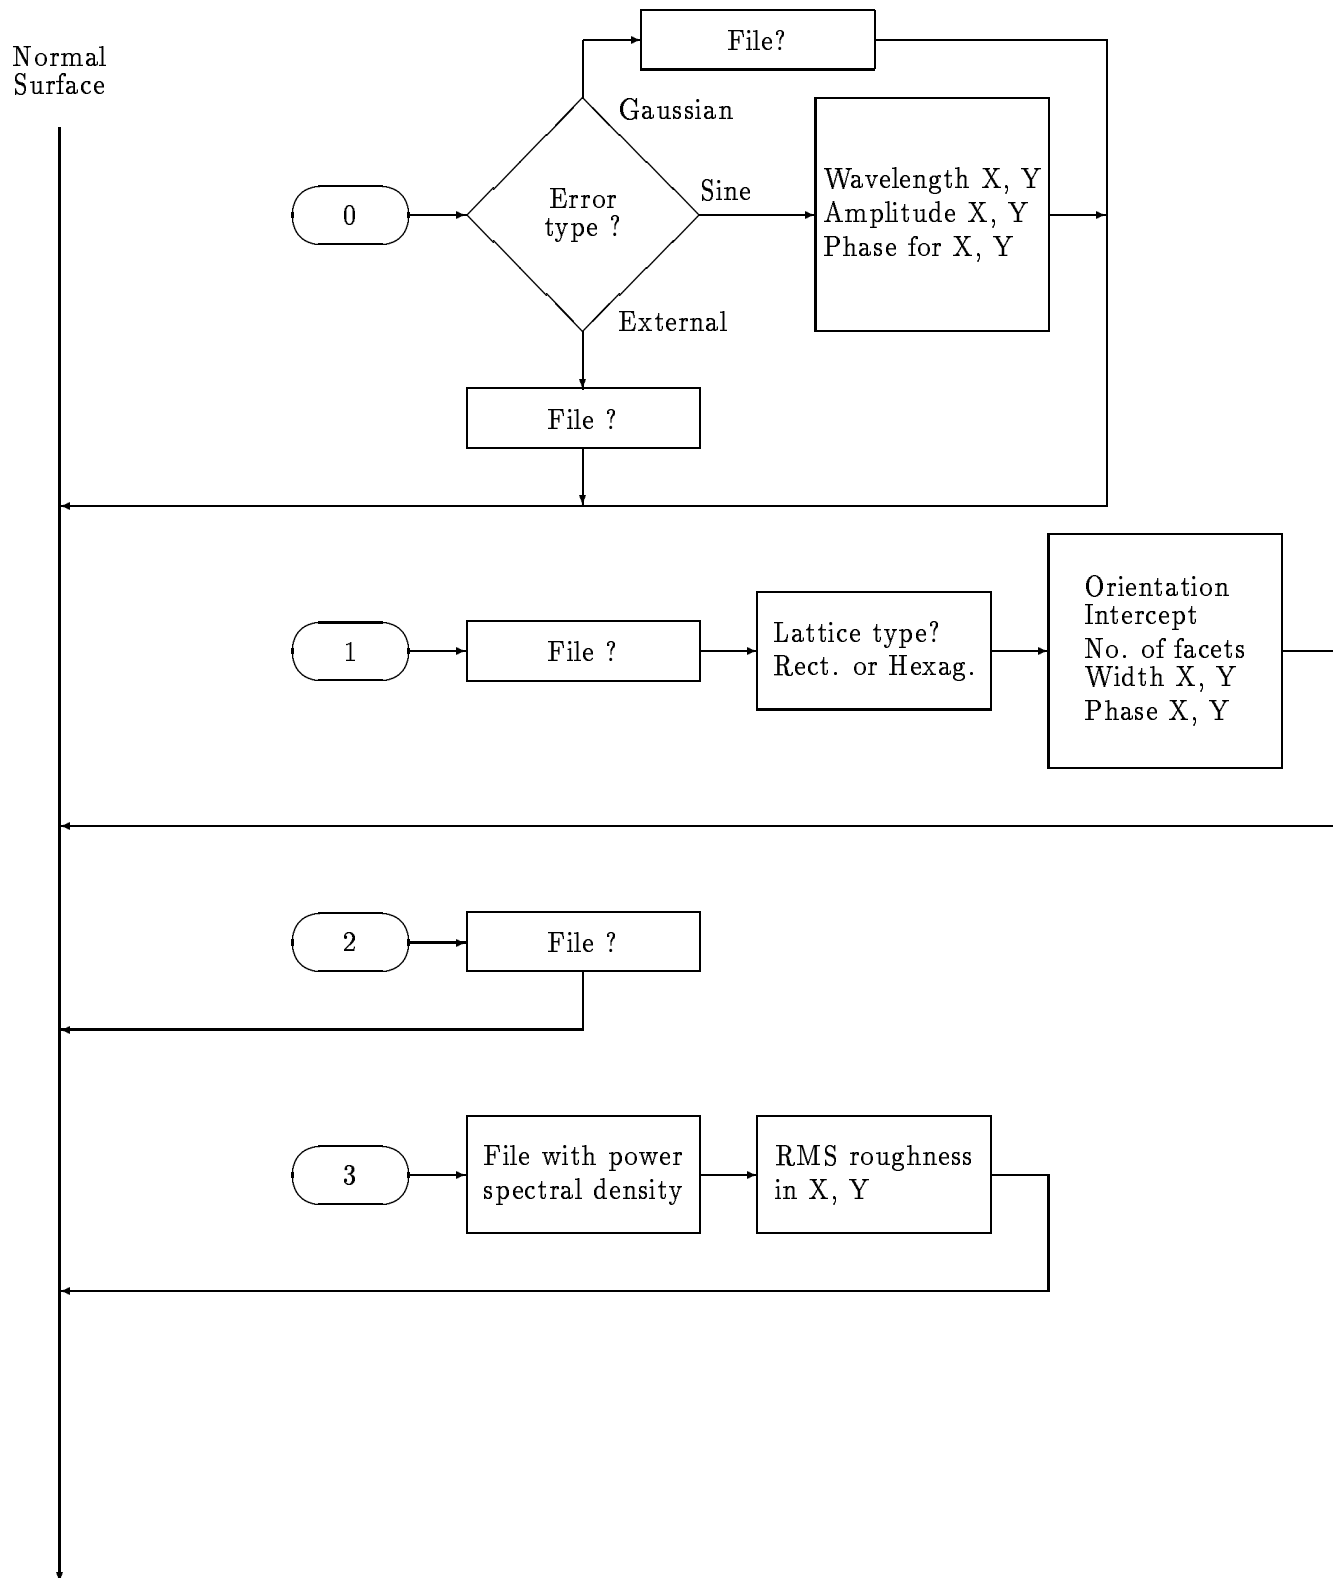 File?
Normal
Surface
Gaussian
Wavelength X, Y
Amplitude X, Y
Phase for X, Y
Sine
Error
type ?
0
External
File ?
1
File ?
Lattice type?
Rect. or Hexag.
Orientation
Intercept
No. of facets
Width X, Y
Phase X, Y
2
File ?
3
File with power
spectral density
RMS roughness
in X, Y